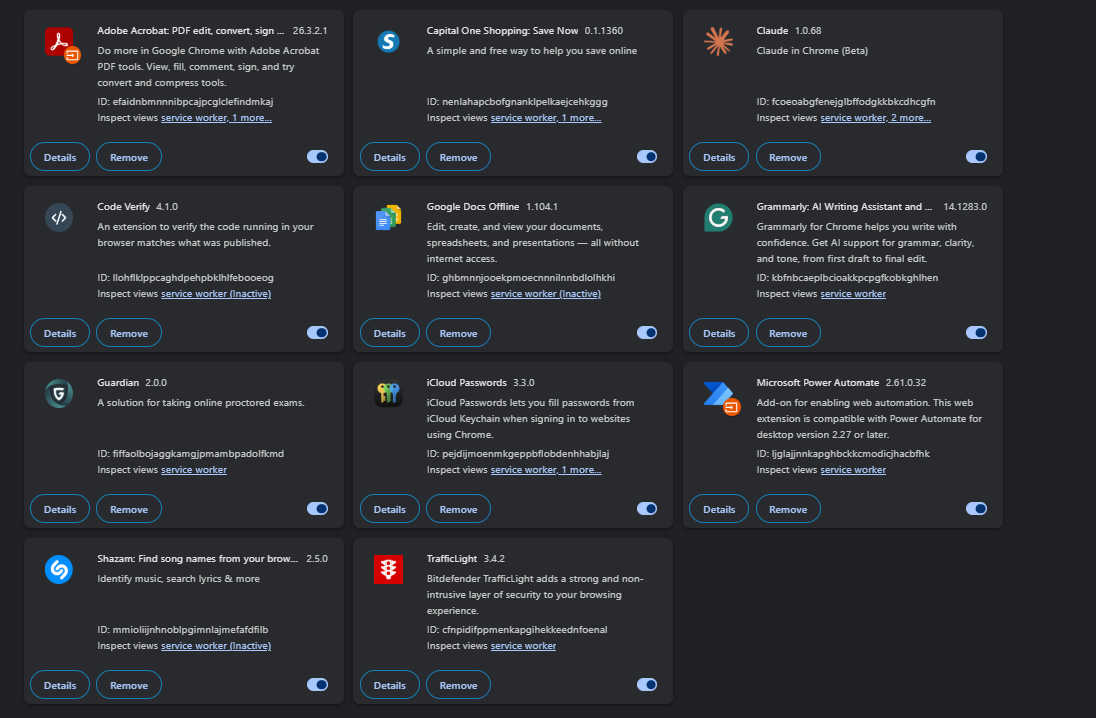 Adobe Acrobat: PDF edit, convert, sign ... 26.3.2.1
Do more in Google Chrome with Adobe Acrobat
PDF tools. View, fill, comment, sign, and try
convert and compress tools.
ID: efaidnbmnnnibpcajpcglclefindmkaj
Inspect views service worker, 1 more...
Details Remove
Capital One Shopping: Save Now 0.1.1360
A simple and free way to help you save online
ID: nenlahapcbofgnanklpelkaejcehkggg
Inspect views service worker, 1 more...
Details Remove
Claude 1.0.68
Claude in Chrome (Beta)
ID: fcoeoabgfenejglbffodgkkbkcdhcgfn
Inspect views service worker, 2 more...
Details Remove
Code Verify 4.1.0
An extension to verify the code running in your
browser matches what was published.
ID: llohflklppcaghdpehpbklhlfebooeog
Inspect views service worker (Inactive)
Details Remove
Google Docs Offline 1.104.1
Edit, create, and view your documents,
spreadsheets, and presentations — all without
internet access.
ID: ghbmnnjooekpmoecnnnilnnbdlolhkhi
Inspect views service worker (Inactive)
Details Remove
Grammarly: AI Writing Assistant and ... 14.1283.0
Grammarly for Chrome helps you write with
confidence. Get AI support for grammar, clarity,
and tone, from first draft to final edit.
ID: kbfnbcaeplbcioakkpcpgfkobkghlhen
Inspect views service worker
Details Remove
Guardian 2.0.0
A solution for taking online proctored exams.
ID: fiffaolbojaggkamgjpmambpadolfkmd
Inspect views service worker
Details Remove
iCloud Passwords 3.3.0
iCloud Passwords lets you fill passwords from
iCloud Keychain when signing in to websites
using Chrome.
ID: pejdijmoenmkgeppbflobdenhhabjlaj
Inspect views service worker, 1 more...
Details Remove
Microsoft Power Automate 2.61.0.32
Add-on for enabling web automation. This web
extension is compatible with Power Automate for
desktop version 2.27 or later.
ID: ljglajjnnkapghbckkcmodicjhacbfhk
Inspect views service worker
Details Remove
Shazam: Find song names from your brow... 2.5.0
Identify music, search lyrics & more
ID: mmioliijnhnoblpgimnlajmefafdfilb
Inspect views service worker (Inactive)
Details Remove
TrafficLight 3.4.2
Bitdefender TrafficLight adds a strong and non-
intrusive layer of security to your browsing
experience.
ID: cfnpidifppmenkapgihekkeednfoenal
Inspect views service worker
Details Remove